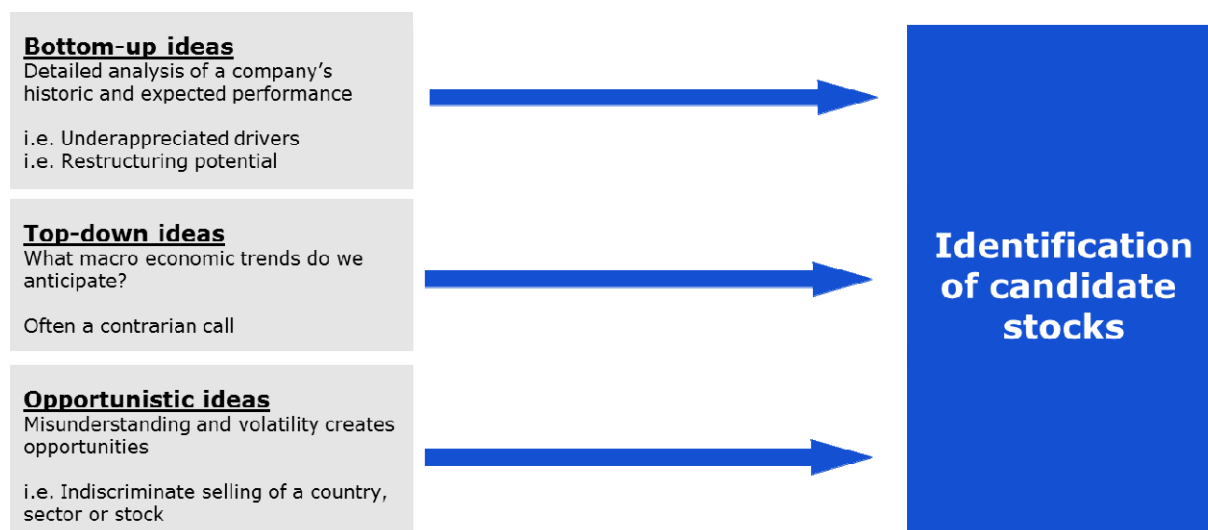 Bottom-up ideas
Detailed analysis of a company's
historic and expected performance
i.e. Underappreciated drivers
i.e. Restructuring potential
Top-down ideas
What macro economic trends do we
anticipate?
Often a contrarian call
Opportunistic ideas
Misunderstanding and volatility creates
opportunities
i.e. Indiscriminate selling of a country,
sector or stock
Identification
of candidate
stocks